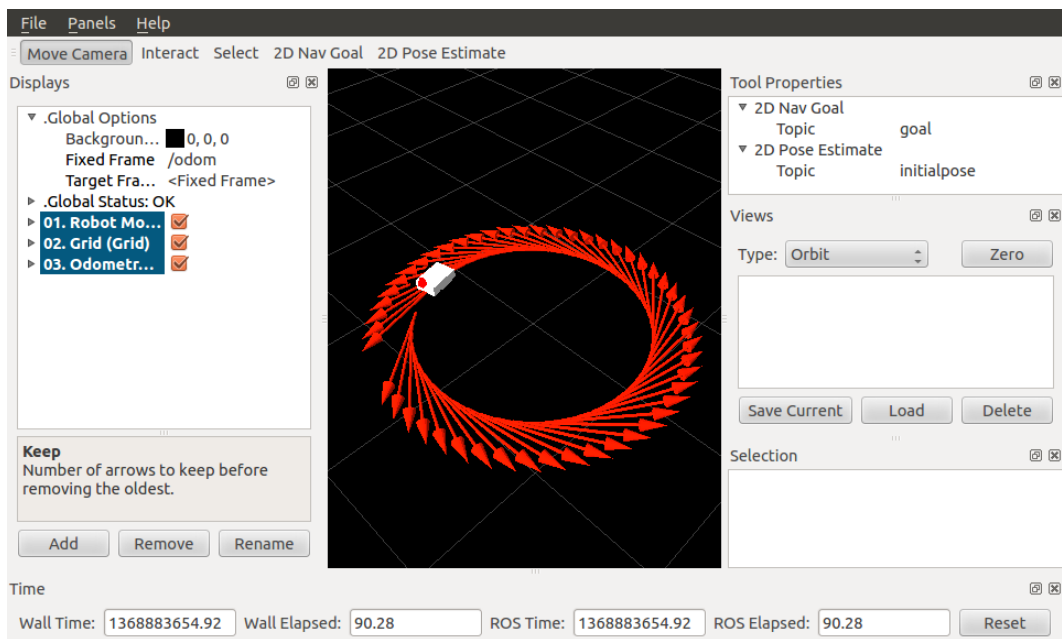 File Panels Help
Move Camera Interact Select 2D Nav Goal 2D Pose Estimate
Displays
.Global Options
Backgroun... 0, 0, 0
Fixed Frame /odom
Target Fra... <Fixed Frame>
.Global Status: OK
01. Robot Mo...
02. Grid (Grid)
03. Odometr...
Keep
Number of arrows to keep before
removing the oldest.
Add Remove Rename
Tool Properties
2D Nav Goal
Topic goal
2D Pose Estimate
Topic initialpose
Views
Type: Orbit Zero
Save Current Load Delete
Selection
Time
Wall Time: 1368883654.92 Wall Elapsed: 90.28 ROS Time: 1368883654.92 ROS Elapsed: 90.28 Reset